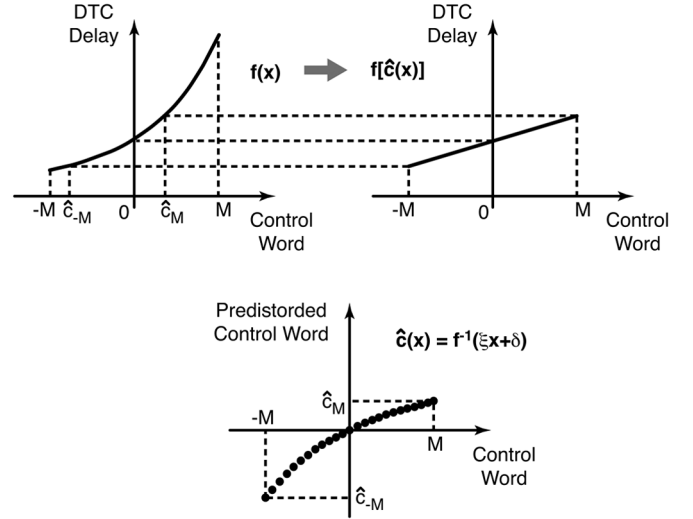 DTC
Delay
f(x)
f[ĉ(x)]
DTC
Delay
-M
ĉ-M
0
ĉM
M
Control
Word
-M
0
M
Control
Word
Predistorded
Control Word
ĉ(x) = f-1(ξx+δ)
-M
ĉM
M
Control
Word
ĉ-M